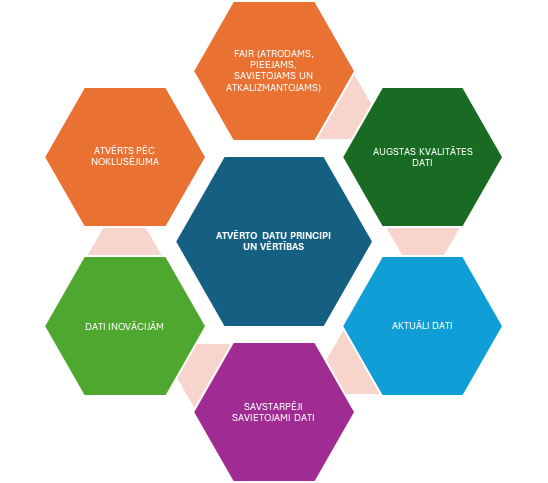 FAIR (ATRODAMS,
PIEEJAMS,
SAVIETOJAMS UN
ATKALIZMANTOJAMS)
AUGSTAS KVALITĀTES
DATI
AKTUĀLI DATI
SAVSTARPĒJI
SAVIETOJAMI DATI
DATI INOVĀCIJĀM
ATVĒRTS PĒC
NOKLUSĒJUMA
ATVĒRTO DATU PRINCIPI
UN VĒRTĪBAS